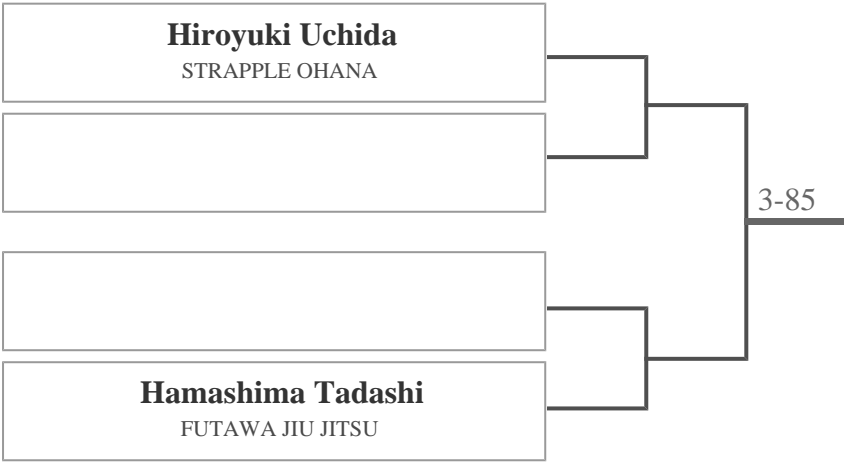 Hiroyuki Uchida
STRAPPLE OHANA
3-85
Hamashima Tadashi
FUTAWA JIU JITSU